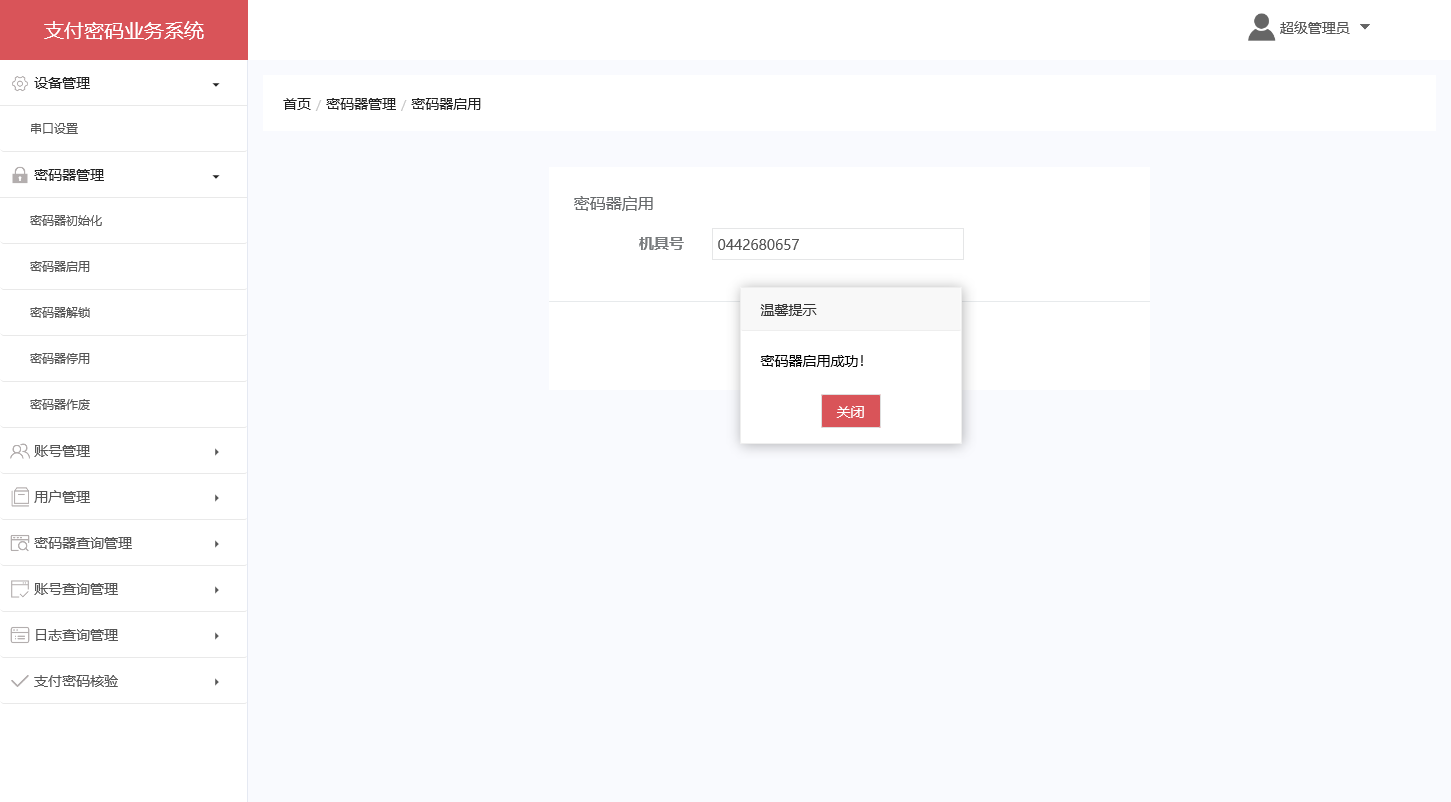 支付密码业务系统
超级管理员
设备管理
串口设置
密码器管理
密码器初始化
密码器启用
密码器解锁
密码器停用
密码器作废
账号管理
用户管理
密码器查询管理
账号查询管理
日志查询管理
支付密码核验
首页 / 密码器管理 / 密码器启用
密码器启用
机具号 0442680657
温馨提示
密码器启用成功!
关闭